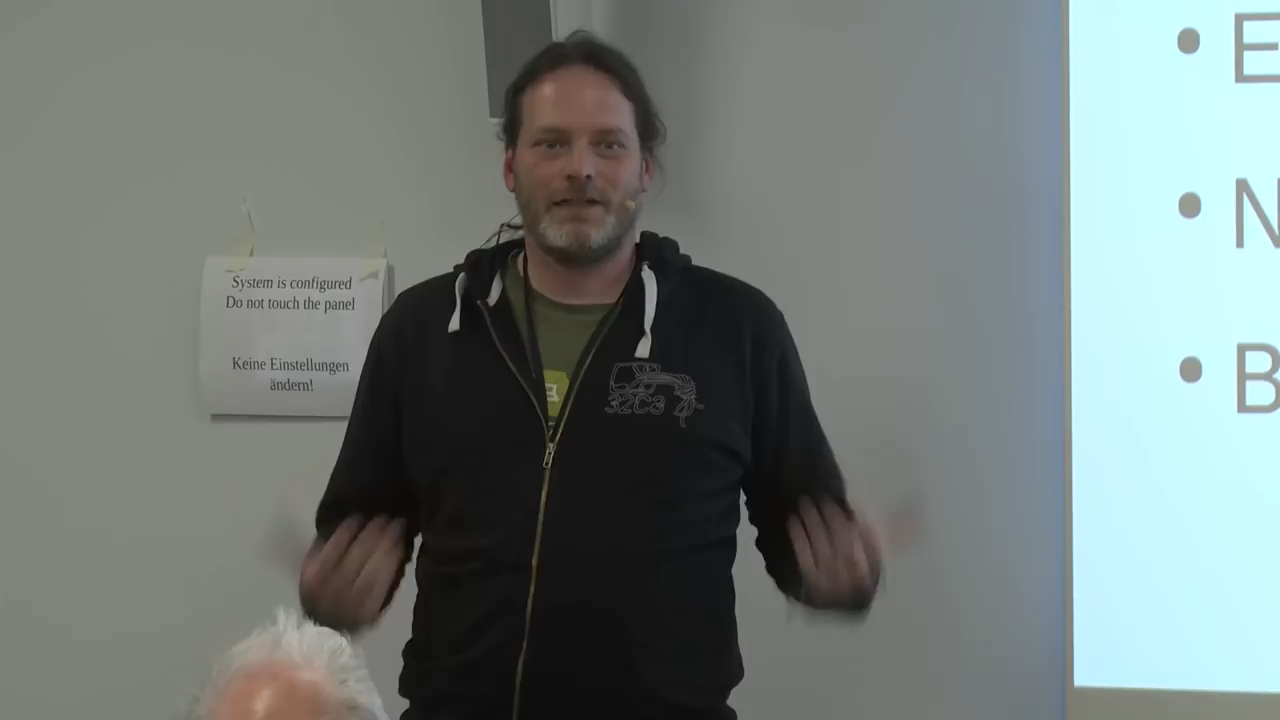 System is configured
Do not touch the panel
Keine Einstellungen
ändern!
32C3
E
N
B